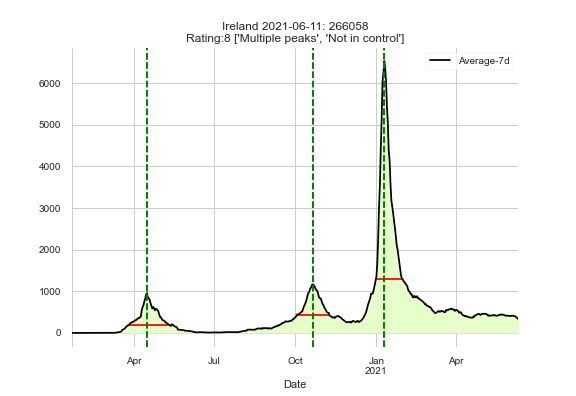 Ireland 2021-06-11: 266058
Rating:8 ['Multiple peaks', 'Not in control']
Average-7d
6000
5000
4000
3000
2000
1000
0
Apr Jul Oct Jan Apr
2021
Date